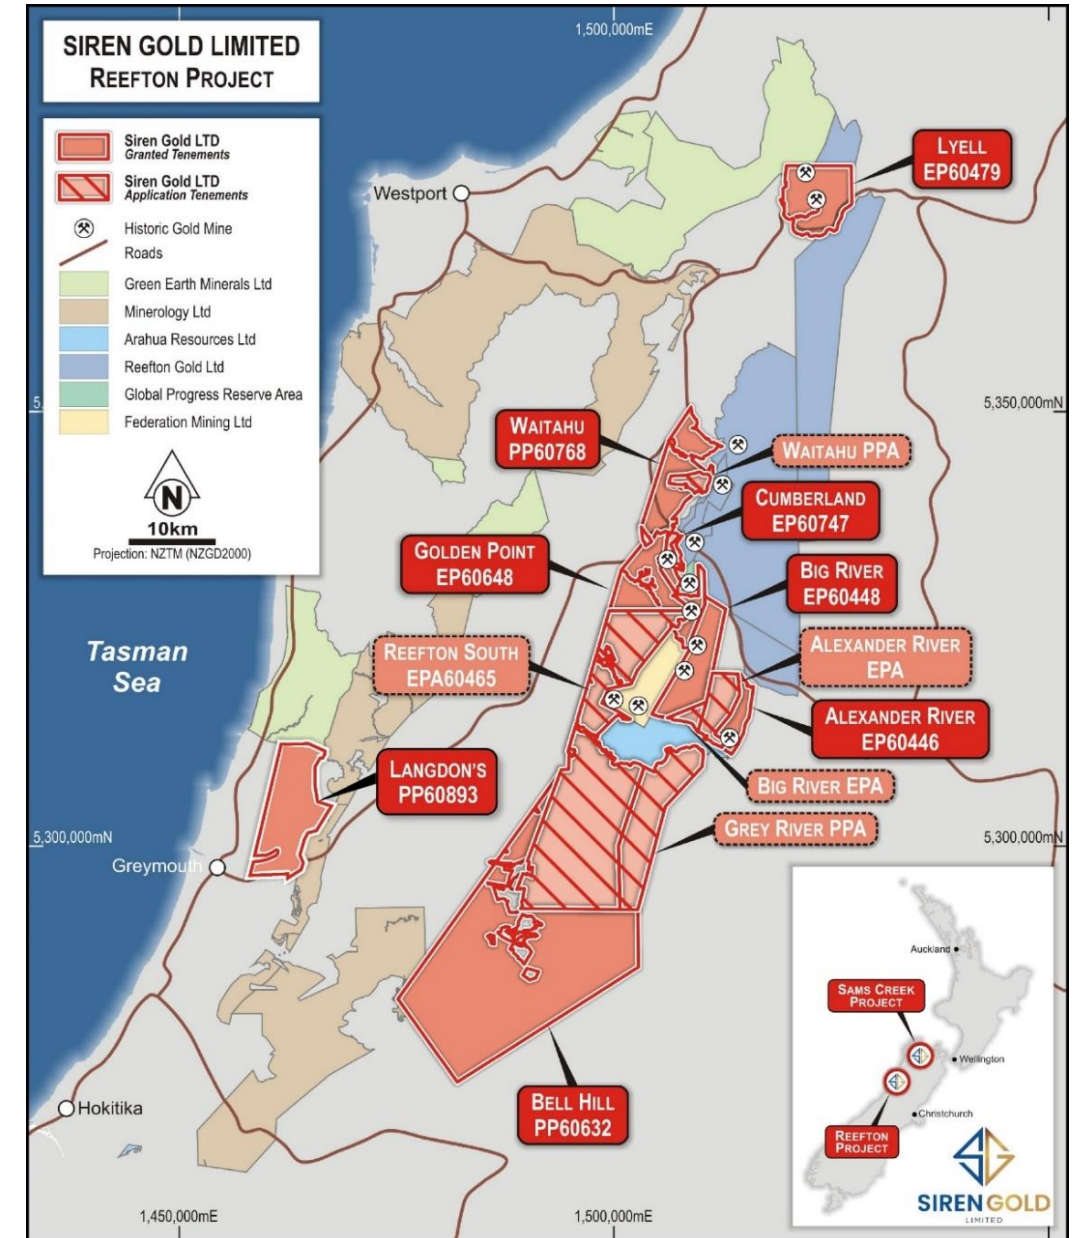 1,500,000mE
SIREN GOLD LIMITED
REEFTON PROJECT
Siren Gold LTD
Granted Tenements
Siren Gold LTD
Application Tenements
Historic Gold Mine
Roads
Green Earth Minerals Ltd
Minerology Ltd
Arahua Resources Ltd
Reefton Gold Ltd
Global Progress Reserve Area
Federation Mining Ltd
N
10km
Projection: NZTM (NZGD2000)
Westport
LYELL
EP60479
5,
5,350,000mN
WAITAHU
PP60768
WAITAHU PPA
CUMBERLAND
EP60747
GOLDEN POINT
EP60648
BIG RIVER
EP60448
Tasman
Sea
REEFTON SOUTH
EPA60465
ALEXANDER RIVER
EPA
ALEXANDER RIVER
EP60446
LANGDON'S
PP60893
BIG RIVER EPA
GREY RIVER PPA
5,300,000mN
5,300,000mN
Greymouth
Hokitika
BELL HILL
PP60632
Auckland
SAMS CREEK
PROJECT
Wellington
Christchurch
REEFTON
PROJECT
SIREN GOLD
LIMITED
1,450,000mE
1,500,000mE